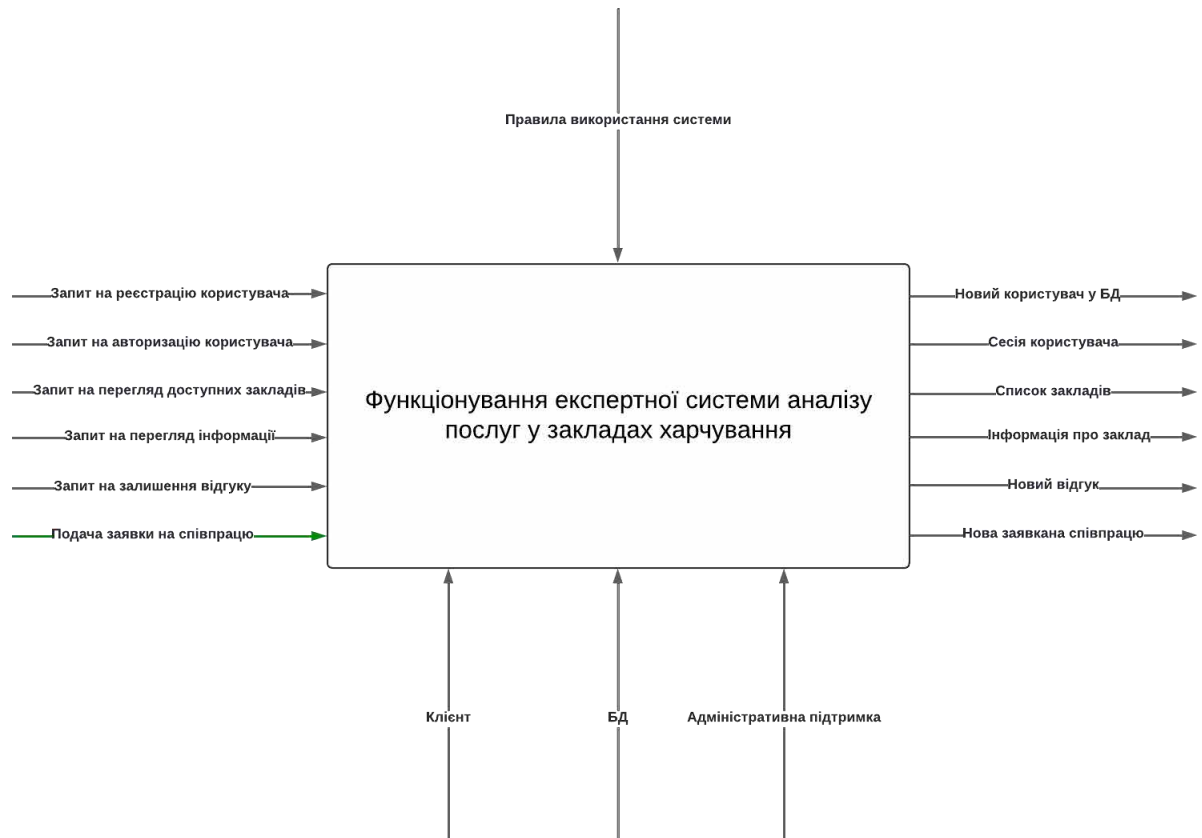 Правила використання системи
Запит на реєстрацію користувача
Запит на авторизацію користувача
Запит на перегляд доступних закладів
Запит на перегляд інформації
Запит на залишення відгуку
Подача заявки на співпрацю
Функціонування експертної системи аналізу
послуг у закладах харчування
Новий користувач у БД
Сесія користувача
Список закладів
Інформація про заклад
Новий відгук
Нова заявкана співпрацю
Клієнт
БД
Адміністративна підтримка